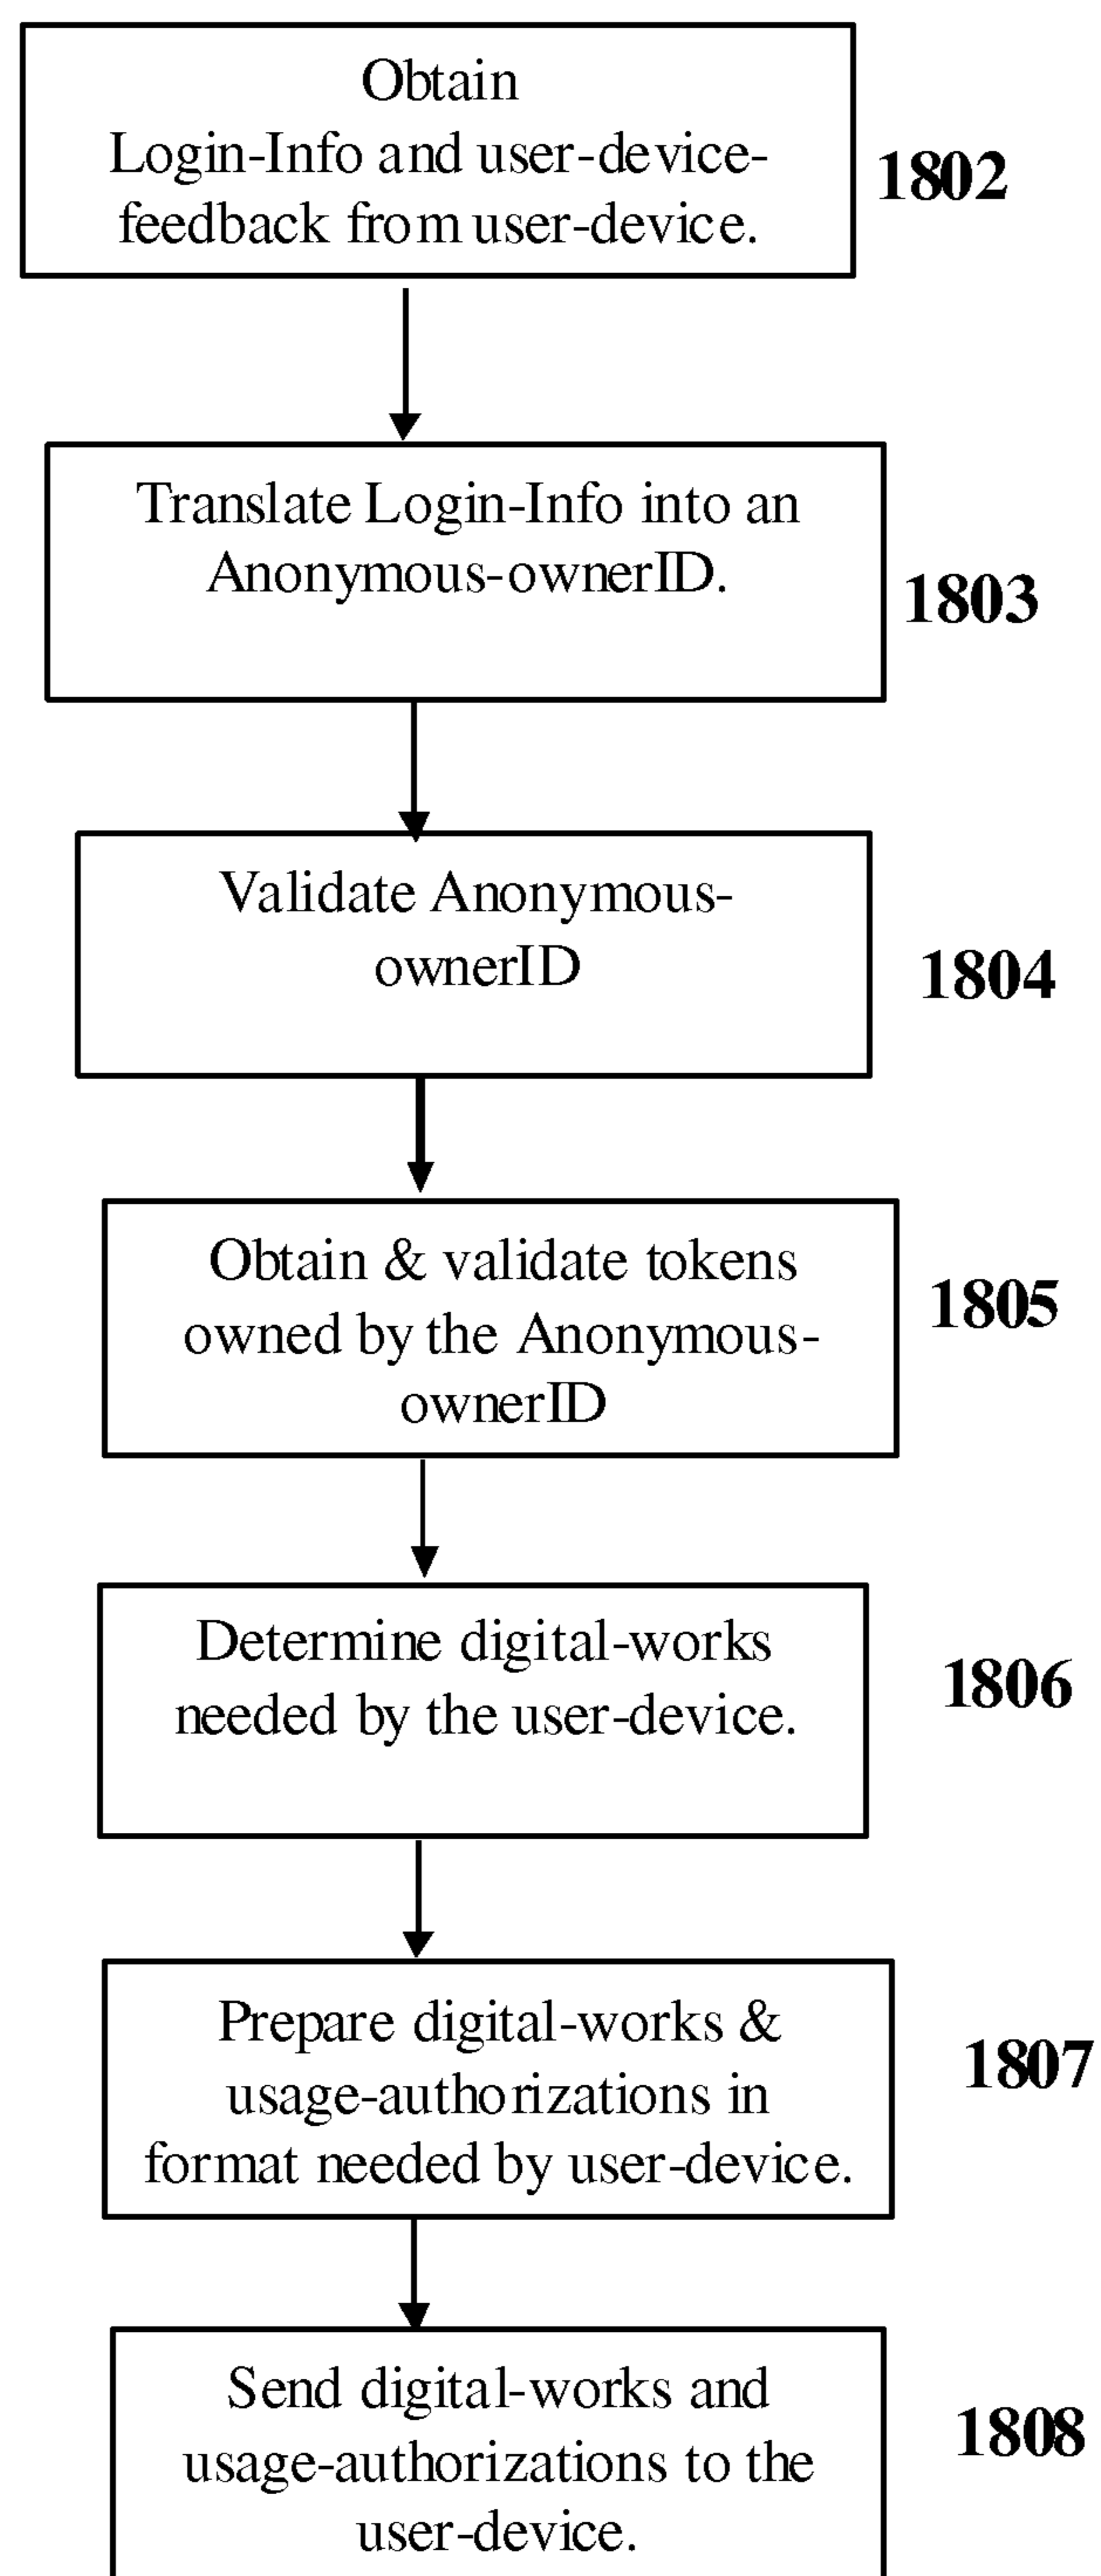 Obtain
Login-Info and user-device-
feedback from user-device.
1802
Translate Login-Info into an
Anonymous-ownerID.
1803
Validate Anonymous-
ownerID
1804
Obtain & validate tokens
owned by the Anonymous-
ownerID
1805
Determine digital-works
needed by the user-device.
1806
Prepare digital-works &
usage-authorizations in
format needed by user-device.
1807
Send digital-works and
usage-authorizations to the
user-device.
1808